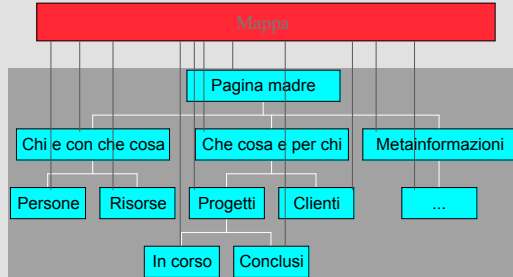 Mappa
Pagina madre
Chi e con che cosa
Che cosa e per chi
Metainformazioni
Persone
Risorse
Progetti
Clienti
...
In corso
Conclusi